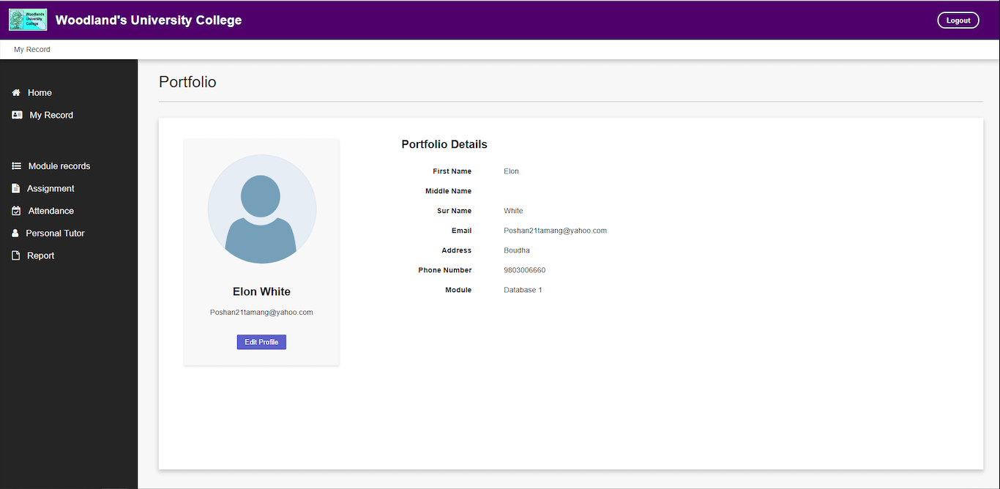 Woodlands
University
College
Woodland's University College
Logout
My Record
Home
My Record
Module records
Assignment
Attendance
Personal Tutor
Report
Portfolio
Elon White
Poshan21tamang@yahoo.com
Edit Profile
Portfolio Details
First Name Elon
Middle Name
Sur Name White
Email Poshan21tamang@yahoo.com
Address Boudha
Phone Number 9803006660
Module Database 1